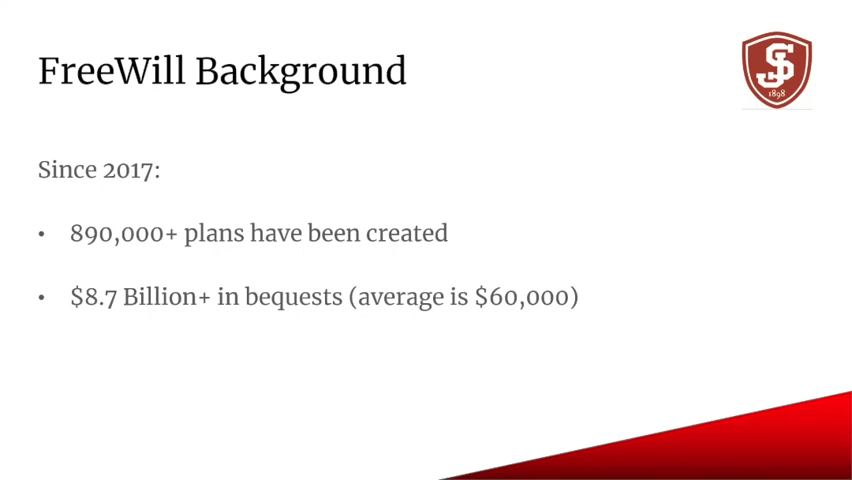 FreeWill Background
SJ
1898
Since 2017:
• 890,000+ plans have been created
• $8.7 Billion+ in bequests (average is $60,000)